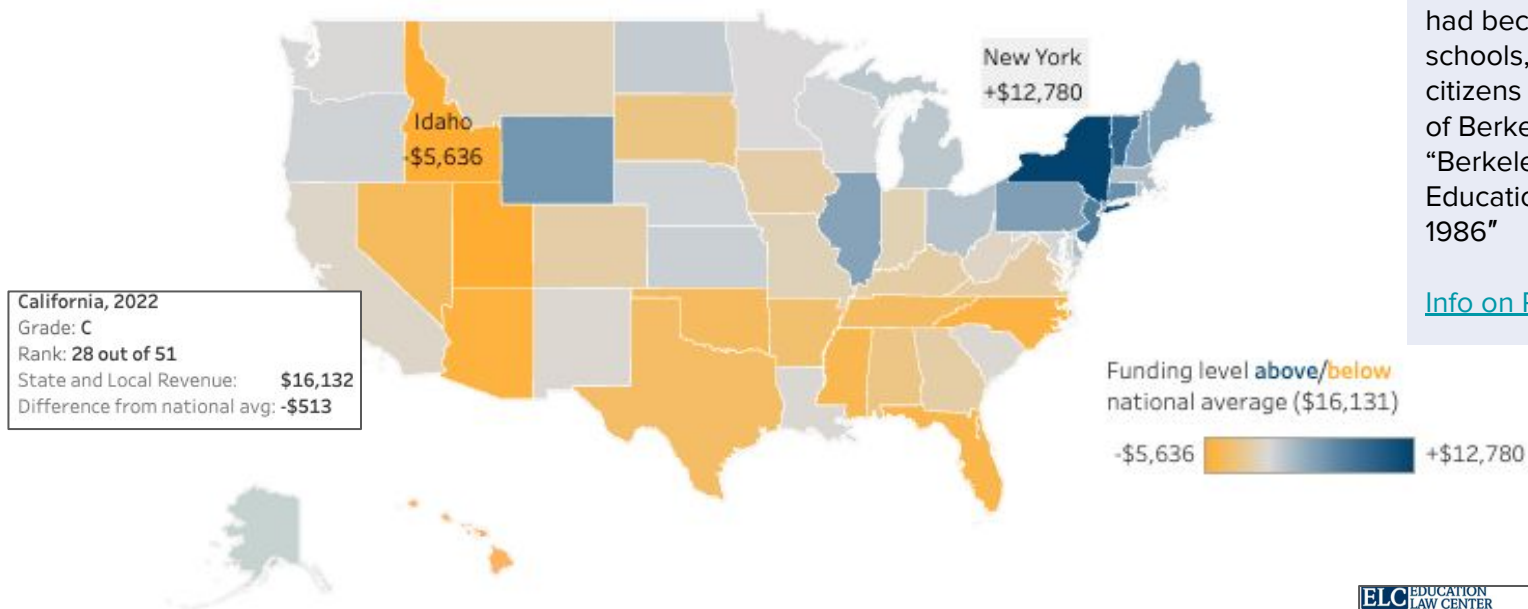 had bec
schools,
citizens
of Berke
“Berkele
Educatio
1986”
Info on
New York
+$12,780
Idaho
-$5,636
California, 2022
Grade: C
Rank: 28 out of 51
State and Local Revenue: $16,132
Difference from national avg: -$513
Funding level above/below
national average ($16,131)
-$5,636
+$12,780
ELC EDUCATION
LAW CENTER